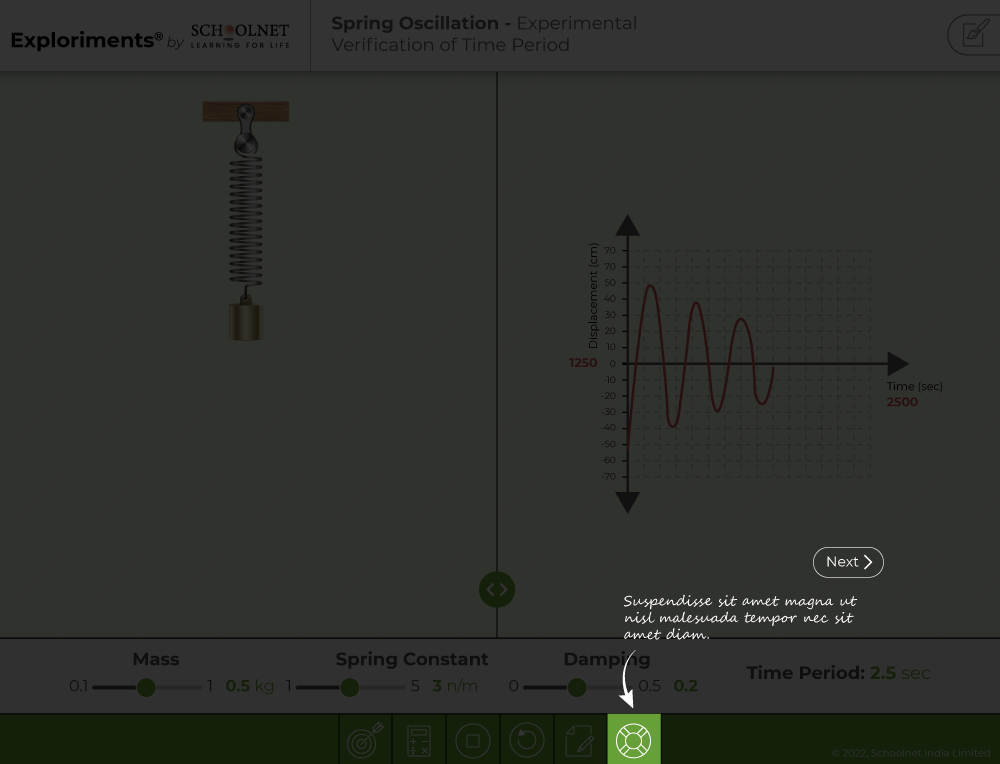 Exploriments® by SCHOOLNET
LEARNING FOR LIFE
Spring Oscillation - Experimental
Verification of Time Period
Displacement (cm)
70
70
50
40
30
20
10
1250 0
-10
-20
-30
-40
-50
-60
-70
Time (sec)
2500
Next
Suspendisse sit amet magna ut
nisl malesuada tempor nec sit
amet diam.
Mass
0.1 1 0.5 kg
Spring Constant
1 5 3 n/m
Damping
0 0.5 0.2
Time Period: 2.5 sec
© 2022, Schoolnet India Limited